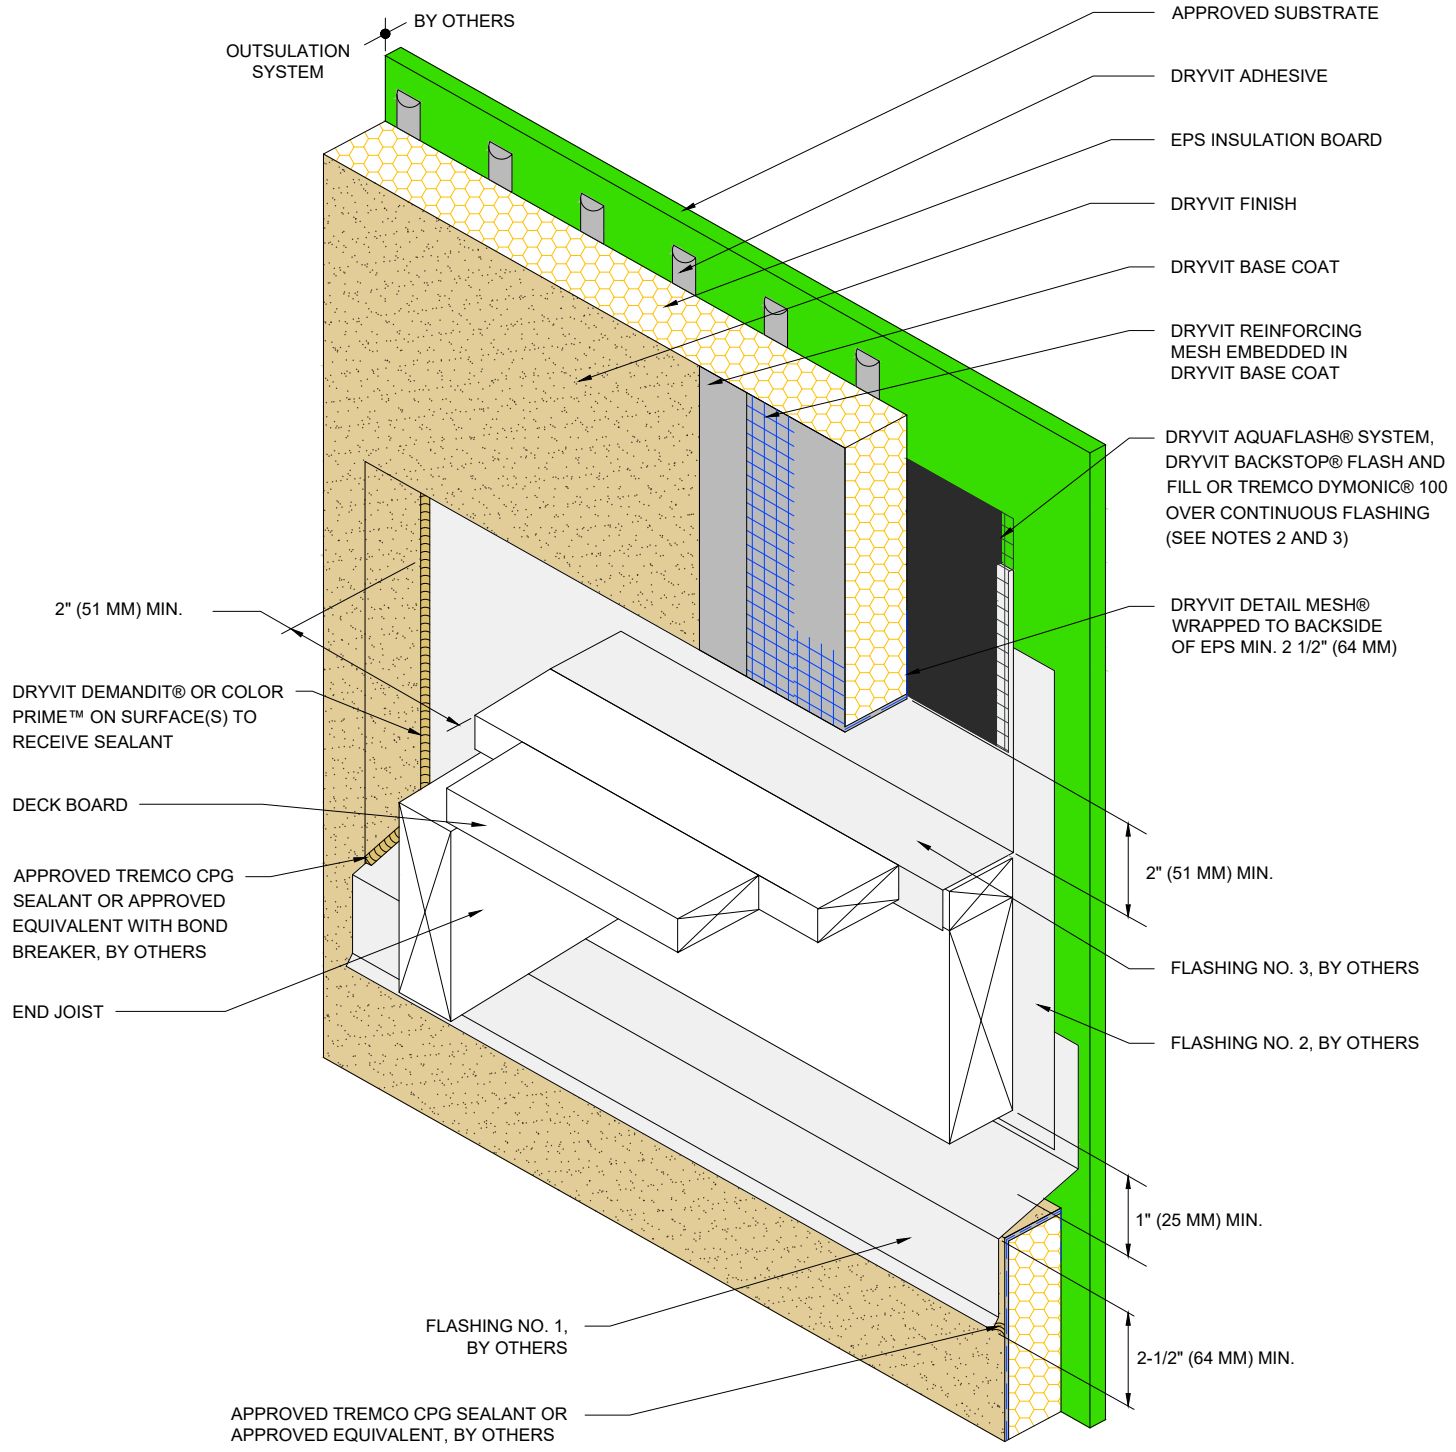 BY OTHERS
OUTSULATION
SYSTEM
APPROVED SUBSTRATE
DRYVIT ADHESIVE
EPS INSULATION BOARD
DRYVIT FINISH
DRYVIT BASE COAT
DRYVIT REINFORCING
MESH EMBEDDED IN
DRYVIT BASE COAT
DRYVIT AQUAFLASH® SYSTEM,
DRYVIT BACKSTOP® FLASH AND
FILL OR TREMCO DYMONIC® 100
OVER CONTINUOUS FLASHING
(SEE NOTES 2 AND 3)
DRYVIT DETAIL MESH®
WRAPPED TO BACKSIDE
OF EPS MIN. 2 1/2" (64 MM)
2" (51 MM) MIN.
DRYVIT DEMANDIT® OR COLOR
PRIME™ ON SURFACE(S) TO
RECEIVE SEALANT
DECK BOARD
APPROVED TREMCO CPG
SEALANT OR APPROVED
EQUIVALENT WITH BOND
BREAKER, BY OTHERS
END JOIST
2" (51 MM) MIN.
FLASHING NO. 3, BY OTHERS
FLASHING NO. 2, BY OTHERS
1" (25 MM) MIN.
FLASHING NO. 1,
BY OTHERS
2-1/2" (64 MM) MIN.
APPROVED TREMCO CPG SEALANT OR
APPROVED EQUIVALENT, BY OTHERS